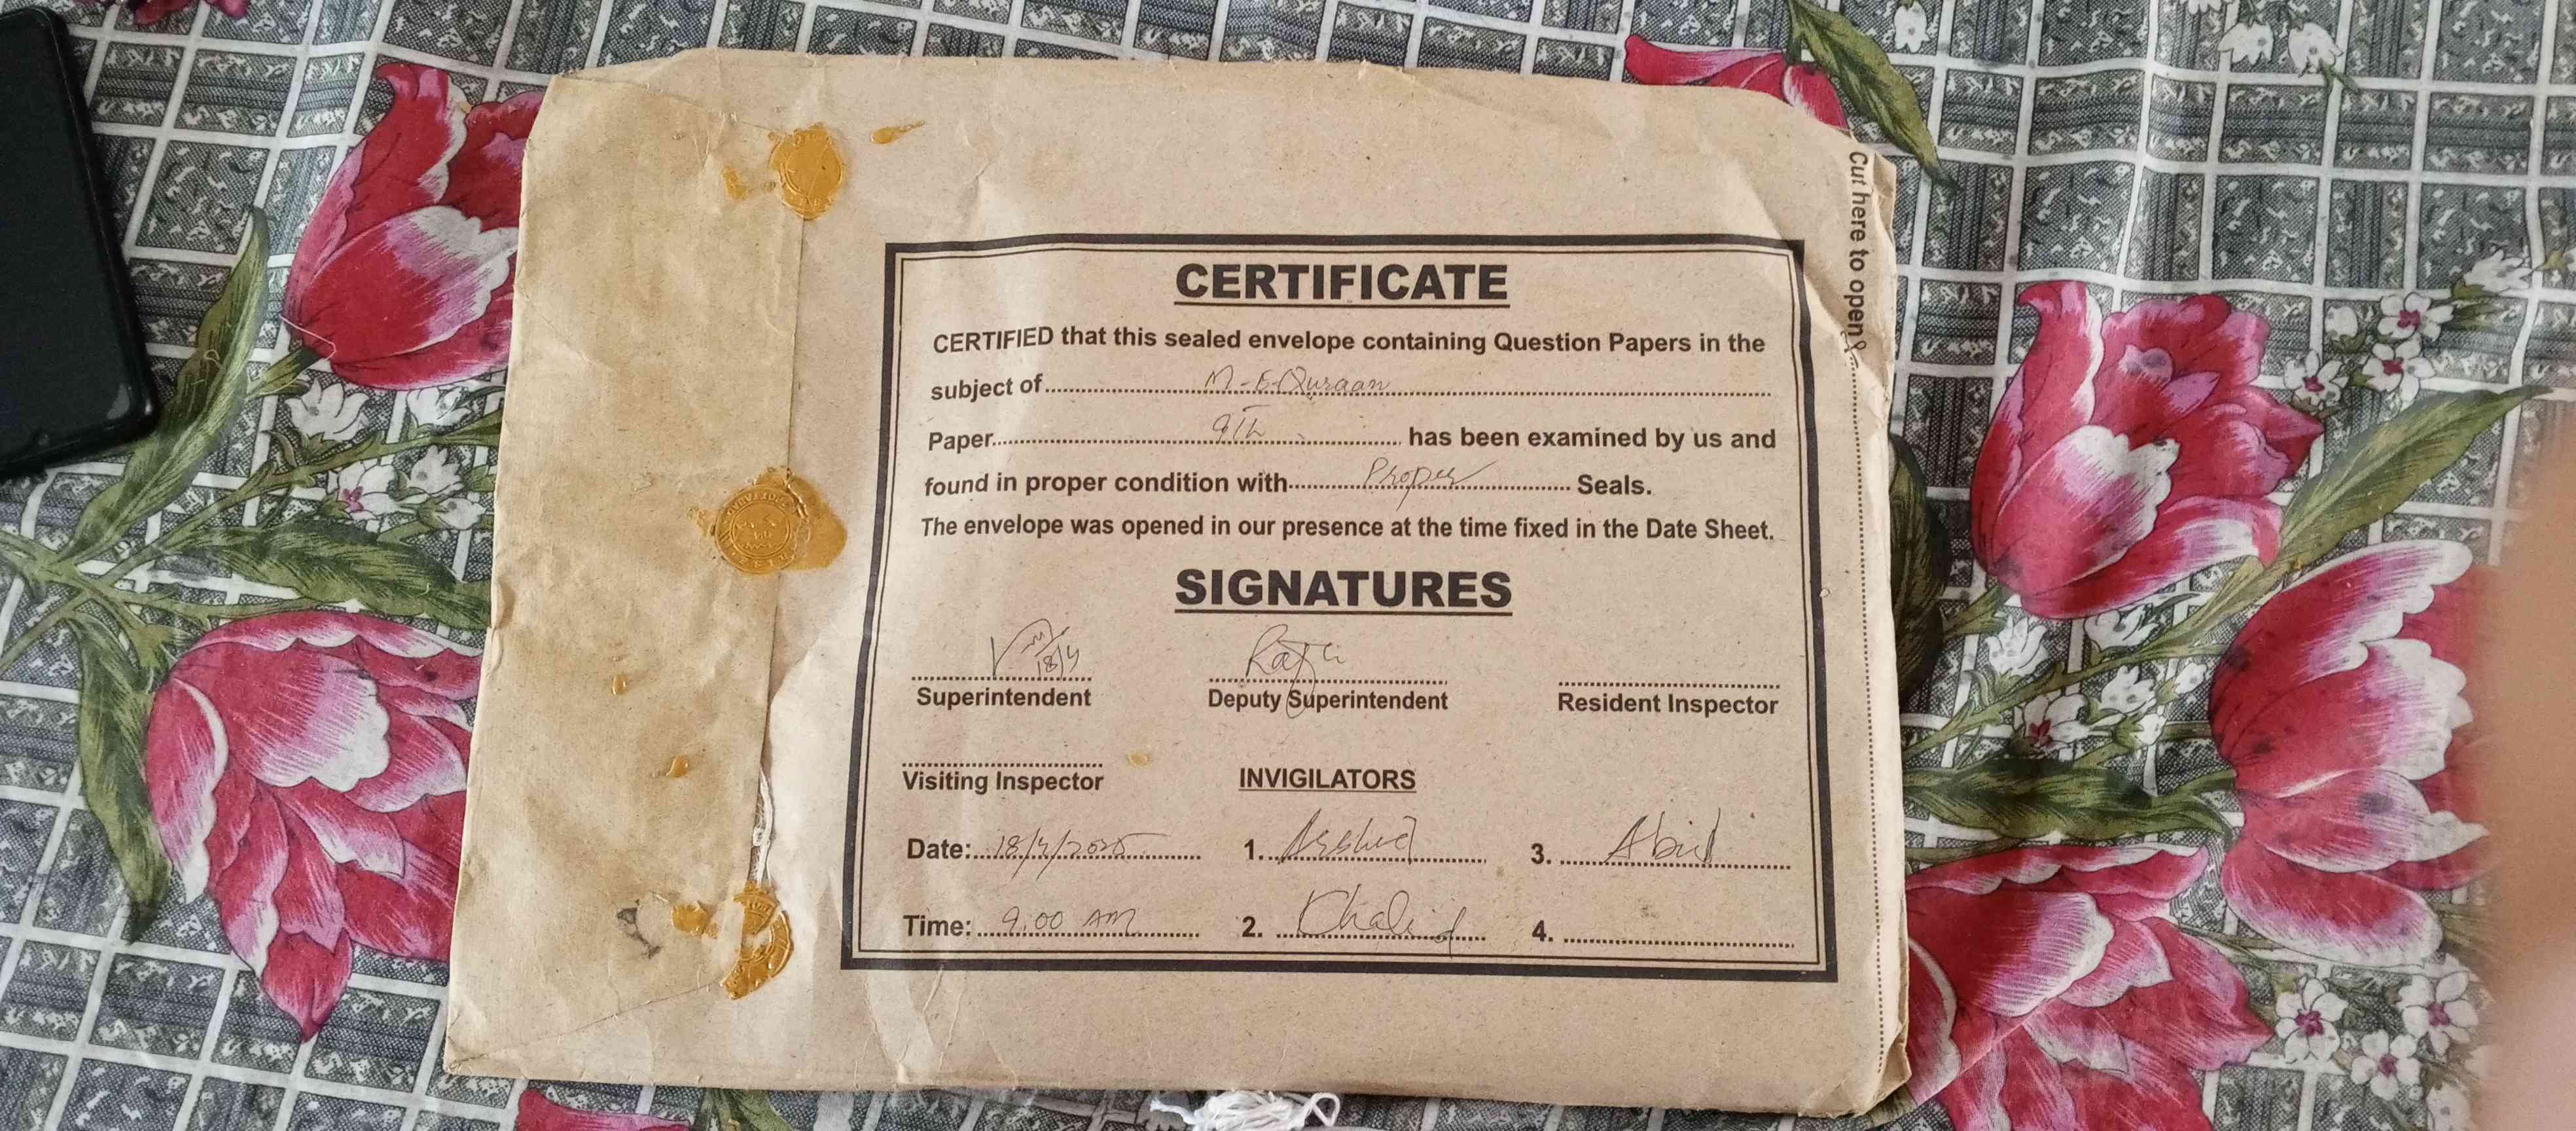 CERTIFICATE
CERTIFIED that this sealed envelope containing Question Papers in the
subject of M-E-Quraan
Paper 9Th has been examined by us and
found in proper condition with Proper Seals.
The envelope was opened in our presence at the time fixed in the Date Sheet.
SIGNATURES
18/4
Superintendent Deputy Superintendent Resident Inspector
Visiting Inspector INVIGILATORS
Date: 18/4/2025 1. Arshed 3. Abid
Time: 9.00 AM 2. Khalid 4.
Cut here to open